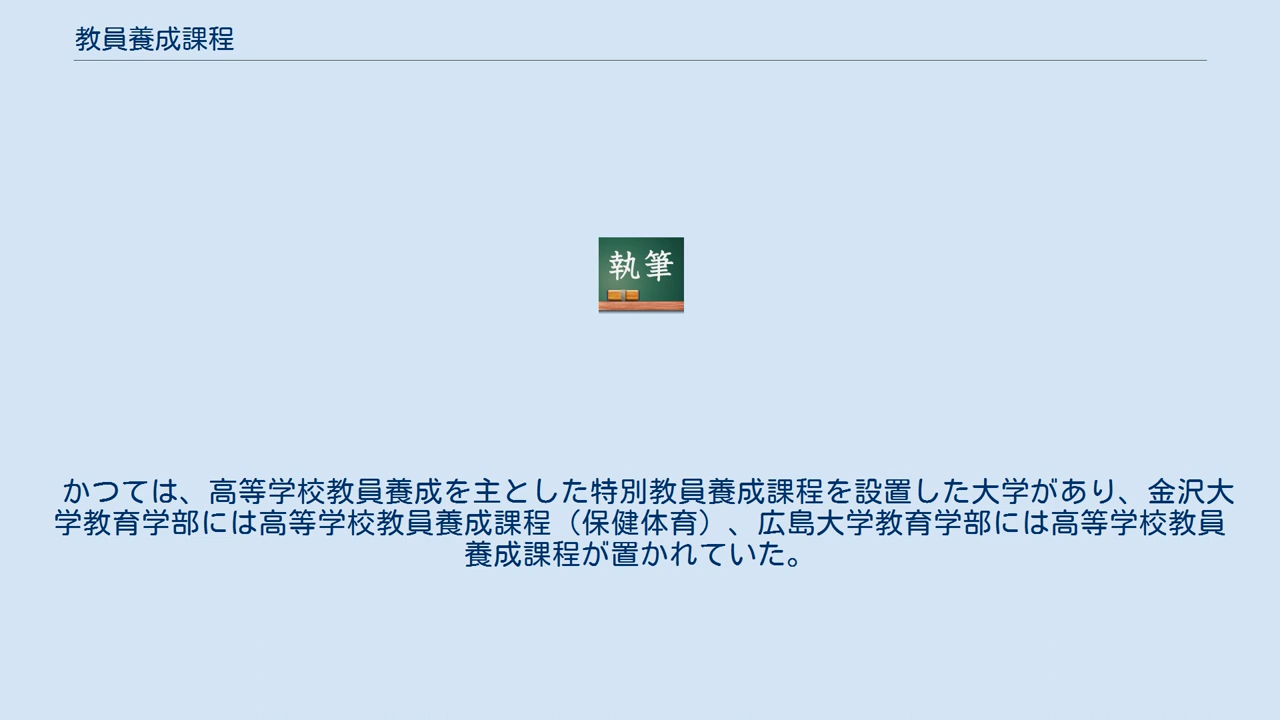 教員養成課程
執筆
かつては、高等学校教員養成を主とした特別教員養成課程を設置した大学があり、金沢大
学教育学部には高等学校教員養成課程（保健体育）、広島大学教育学部には高等学校教員
養成課程が置かれていた。